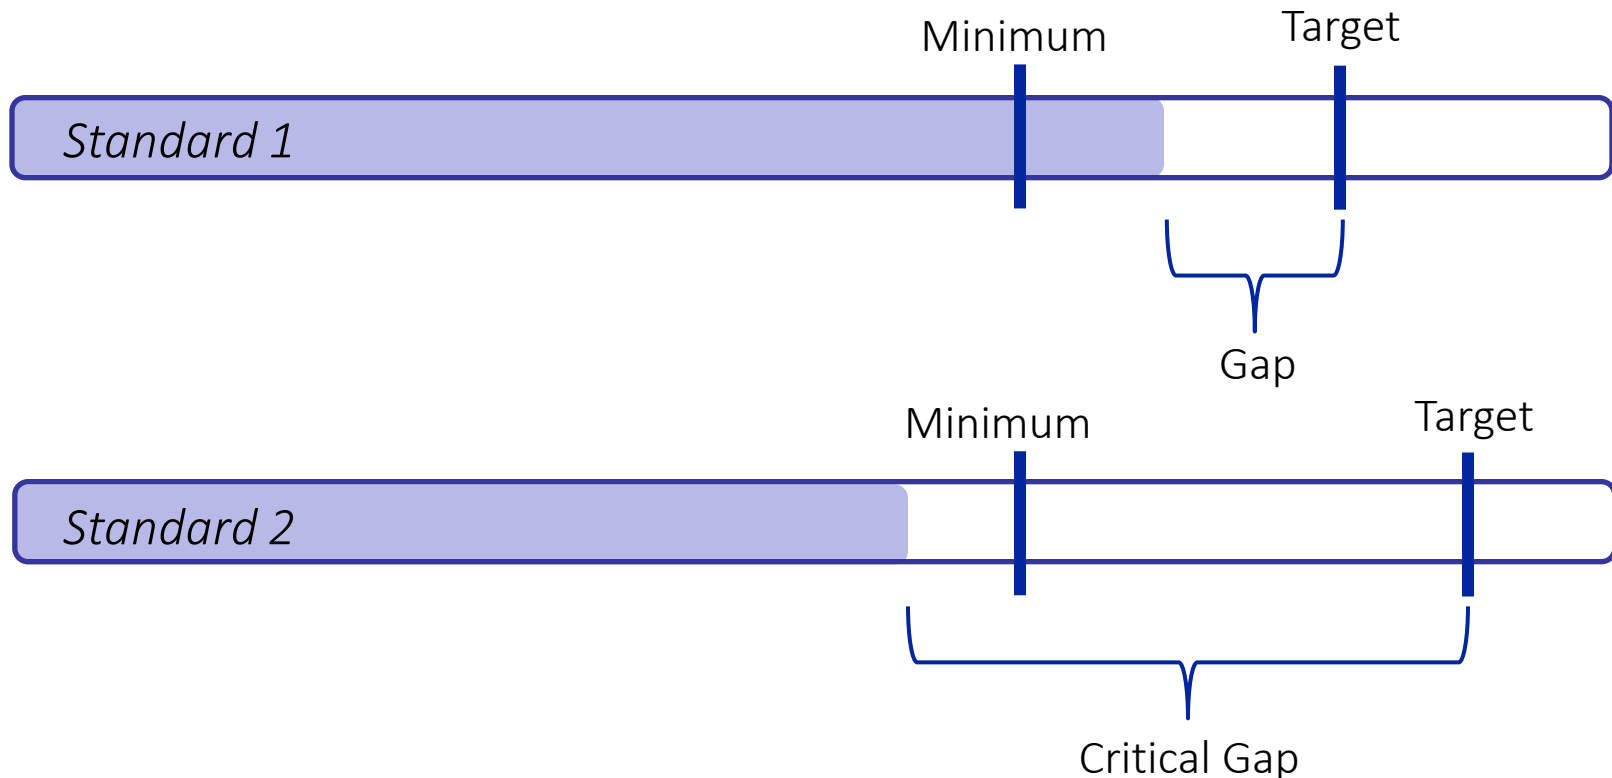 Minimum
Target
Standard 1
Gap
Minimum
Target
Standard 2
Critical Gap